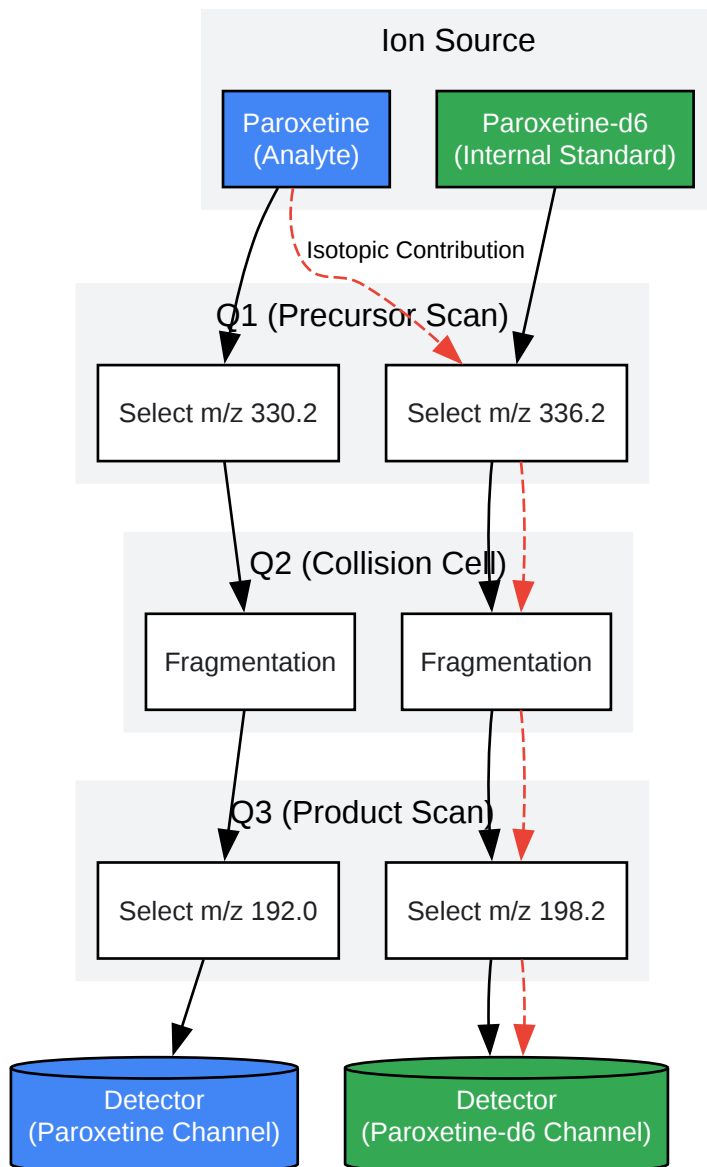 Ion Source
Paroxetine
(Analyte)
Paroxetine-d6
(Internal Standard)
Isotopic Contribution
Q1 (Precursor Scan)
Select m/z 330.2
Select m/z 336.2
Q2 (Collision Cell)
Fragmentation
Fragmentation
Q3 (Product Scan)
Select m/z 192.0
Select m/z 198.2
Detector
(Paroxetine Channel)
Detector
(Paroxetine-d6 Channel)